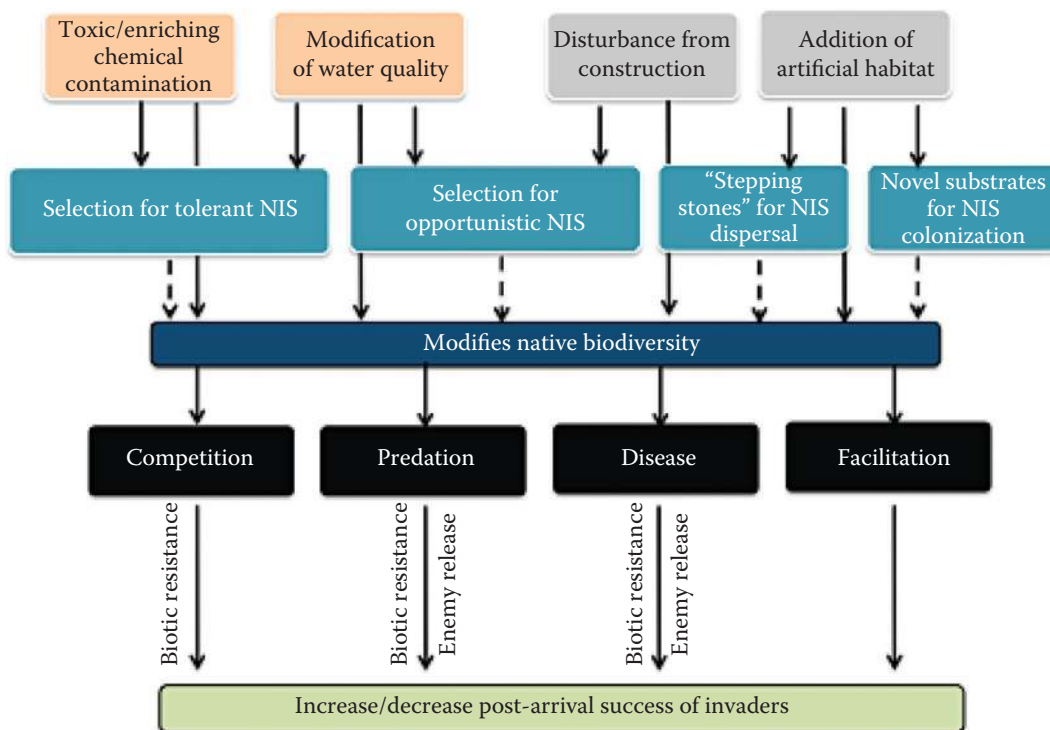 Toxic/enriching
chemical
contamination
Modification
of water quality
Disturbance from
construction
Addition of
artificial habitat
Selection for tolerant NIS
Selection for
opportunistic NIS
“Stepping
stones” for NIS
dispersal
Novel substrates
for NIS
colonization
Modifies native biodiversity
Competition
Predation
Disease
Facilitation
Biotic resistance
Biotic resistance
Enemy release
Biotic resistance
Enemy release
Increase/decrease post-arrival success of invaders